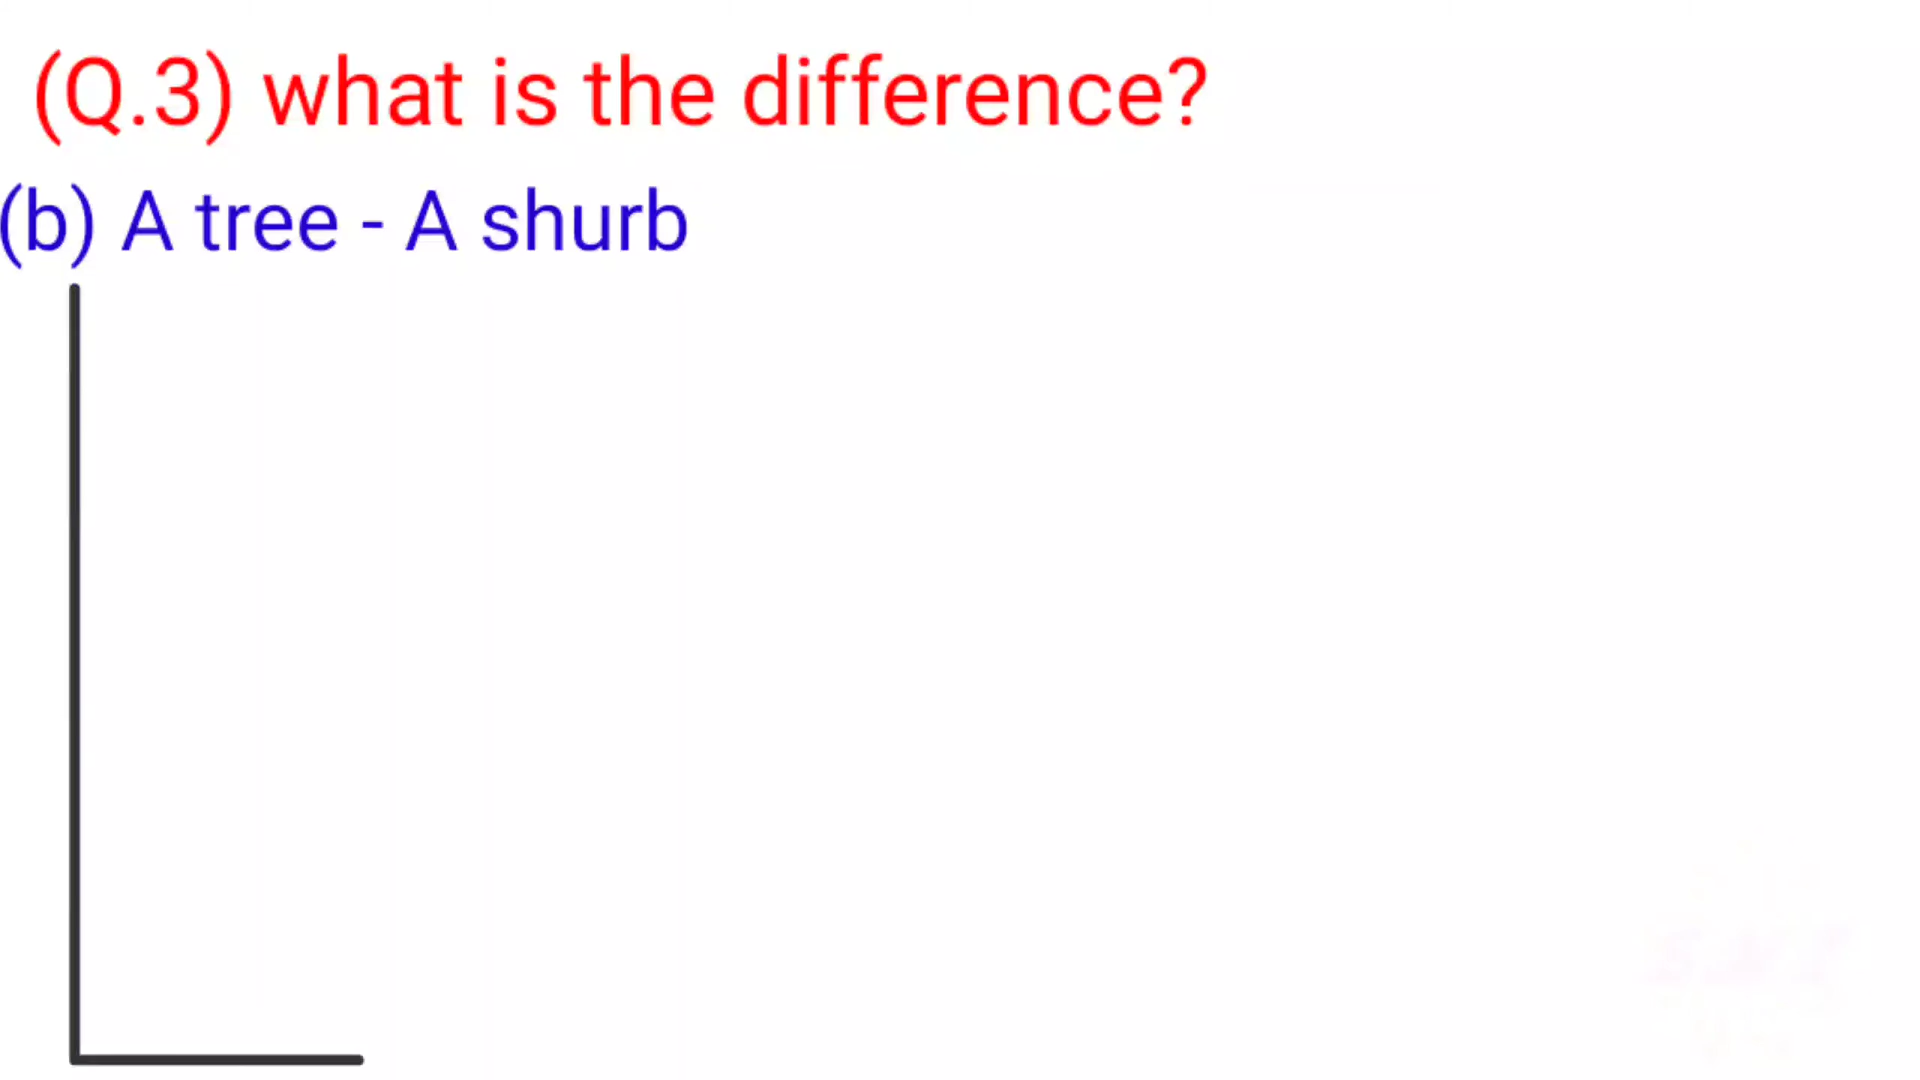 (Q.3) what is the difference?
(b) A tree - A shurb